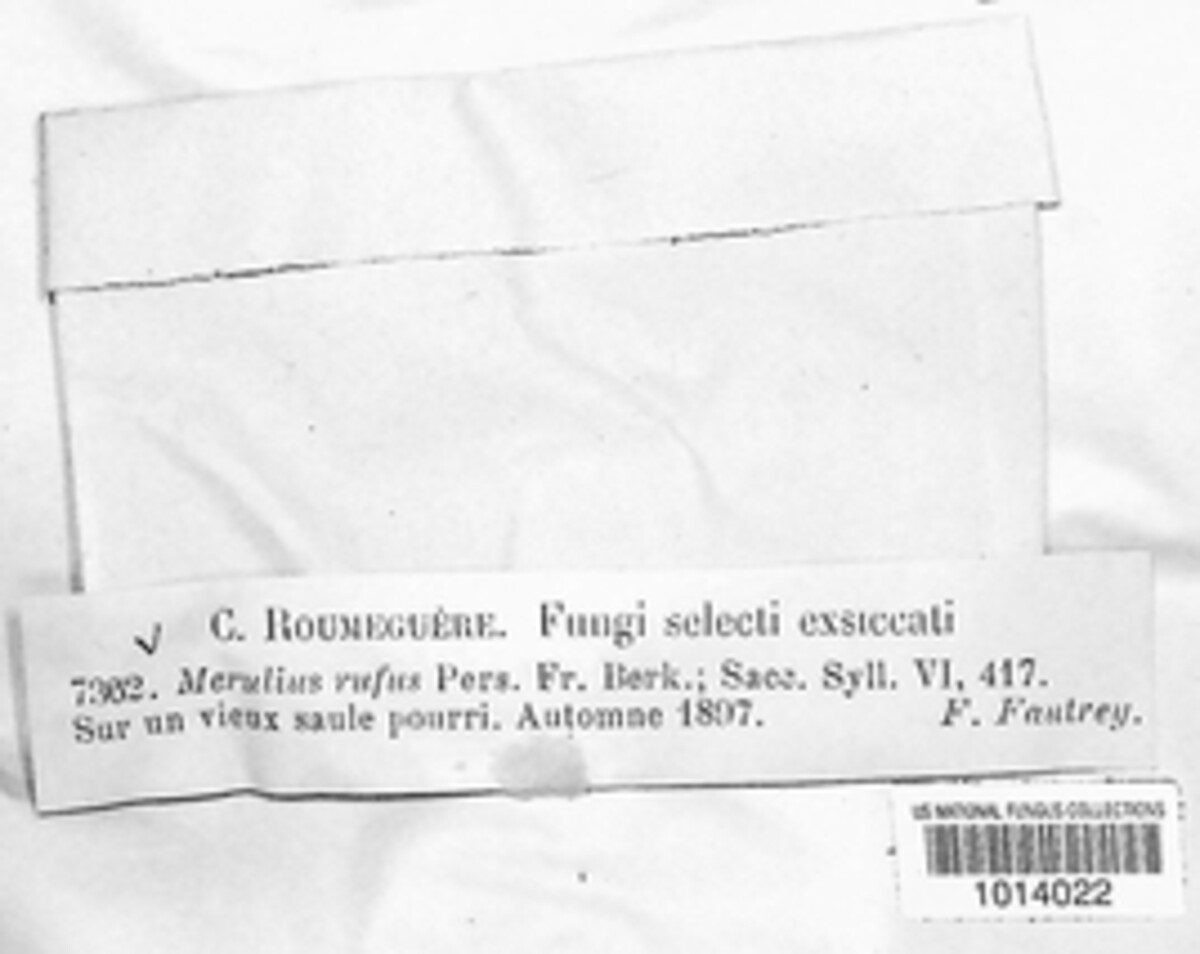 C. ROUMEGUÈRE. Fungi selecti exsiccati
7362. Merulius rufus Pers. Fr. Berk.; Sacc. Syll. VI, 417.
Sur un vieux saule pourri. Automne 1897. F. Fautrey.
US NATIONAL FUNGUS COLLECTIONS
1014022